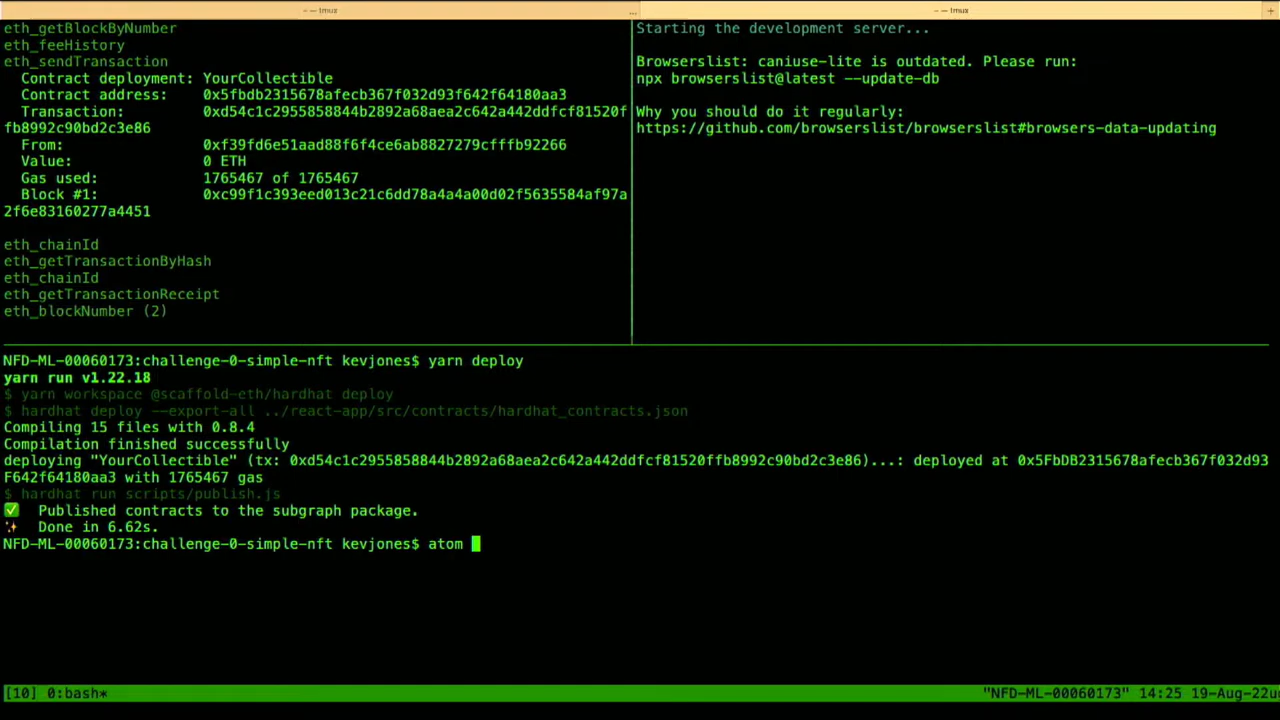 ~ — tmux
...
~ — tmux
+
eth_getBlockByNumber
eth_feeHistory
eth_sendTransaction
Contract deployment: YourCollectible
Contract address: 0x5fbdb2315678afecb367f032d93f642f64180aa3
Transaction: 0xd54c1c2955858844b2892a68aea2c642a442ddfcf81520f
fb8992c90bd2c3e86
From: 0xf39fd6e51aad88f6f4ce6ab8827279cfffb92266
Value: 0 ETH
Gas used: 1765467 of 1765467
Block #1: 0xc99f1c393eed013c21c6dd78a4a4a00d02f5635584af97a
2f6e83160277a4451
eth_chainId
eth_getTransactionByHash
eth_chainId
eth_getTransactionReceipt
eth_blockNumber (2)
Starting the development server...
Browserslist: caniuse-lite is outdated. Please run:
npx browserslist@latest --update-db
Why you should do it regularly:
https://github.com/browserslist/browserslist#browsers-data-updating
NFD-ML-00060173:challenge-0-simple-nft kevjones$ yarn deploy
yarn run v1.22.18
$ yarn workspace @scaffold-eth/hardhat deploy
$ hardhat deploy --export-all ../react-app/src/contracts/hardhat_contracts.json
Compiling 15 files with 0.8.4
Compilation finished successfully
deploying "YourCollectible" (tx: 0xd54c1c2955858844b2892a68aea2c642a442ddfcf81520ffb8992c90bd2c3e86)...: deployed at 0x5FbDB2315678afecb367f032d93
F642f64180aa3 with 1765467 gas
$ hardhat run scripts/publish.js
✅ Published contracts to the subgraph package.
✨ Done in 6.62s.
NFD-ML-00060173:challenge-0-simple-nft kevjones$ atom
[10] 0:bash* "NFD-ML-00060173" 14:25 19-Aug-22